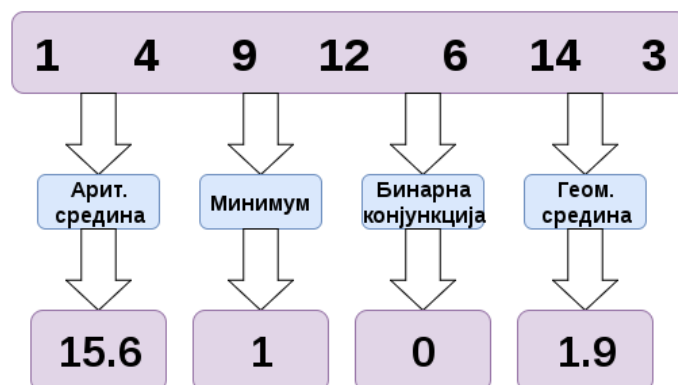 1 4 9 12 6 14 3
Арит.
средина
Минимум
Бинарна
конјункција
Геом.
средина
15.6 1 0 1.9